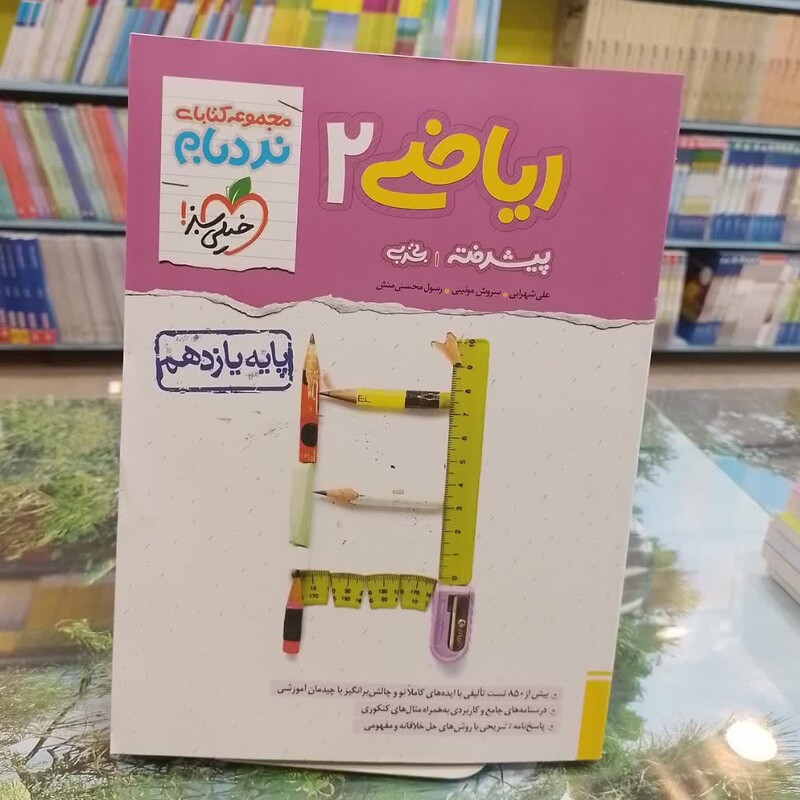 مجموعه کتابای
نردبام
خیلی سبز!
ریاضی ۲
پیشرفته | تجربی
علی شهرابی • سروش موئینی • رسول محسنی‌منش
پایه یازدهم
بیش از ۸۵۰ تست تألیفی با ایده‌های کاملاً نو و چالش‌برانگیز با چیدمان آموزشی
درسنامه‌های جامع و کاربردی به همراه مثال‌های کنکوری
پاسخ‌نامهٔ تشریحی با روش‌های حل خلاقانه و مفهومی